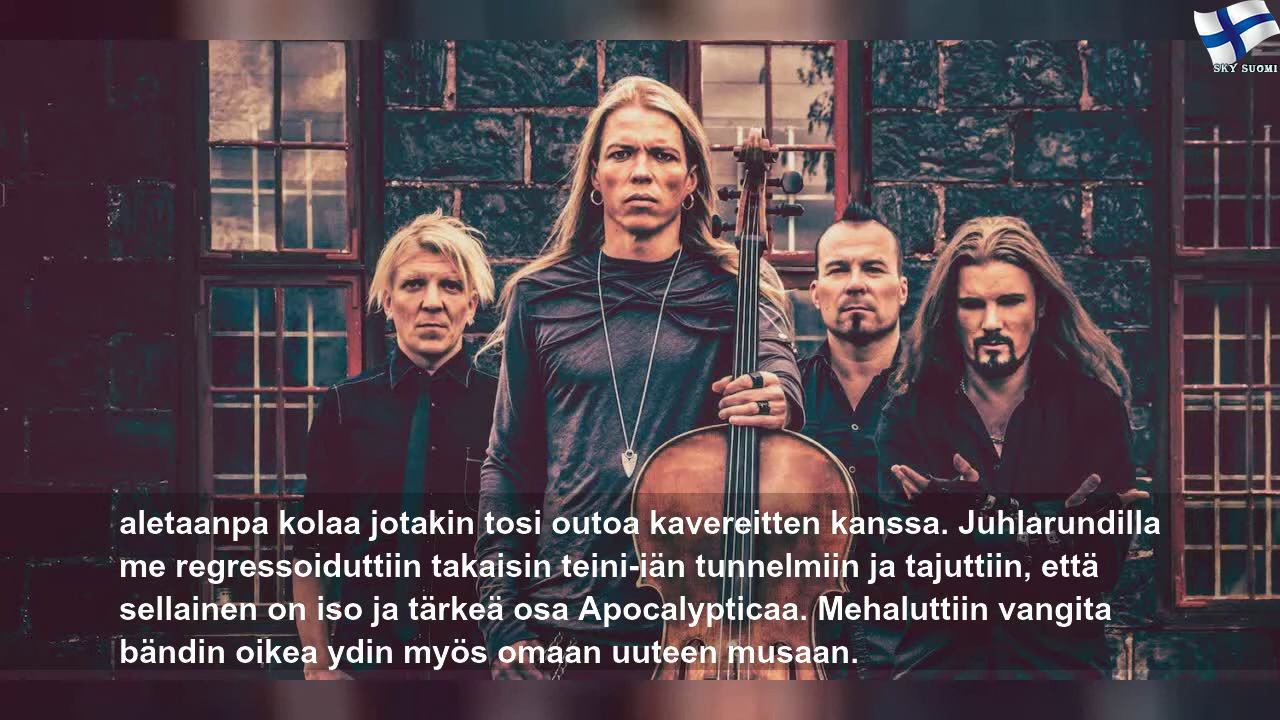 SKY SUOMI
aletaanpa kolaa jotakin tosi outoa kavereitten kanssa. Juhlarundilla
me regressoiduttiin takaisin teini-iän tunnelmiin ja tajuttiin, että
sellainen on iso ja tärkeä osa Apocalypticaa. Mehaluttiin vangita
bändin oikea ydin myös omaan uuteen musaan.